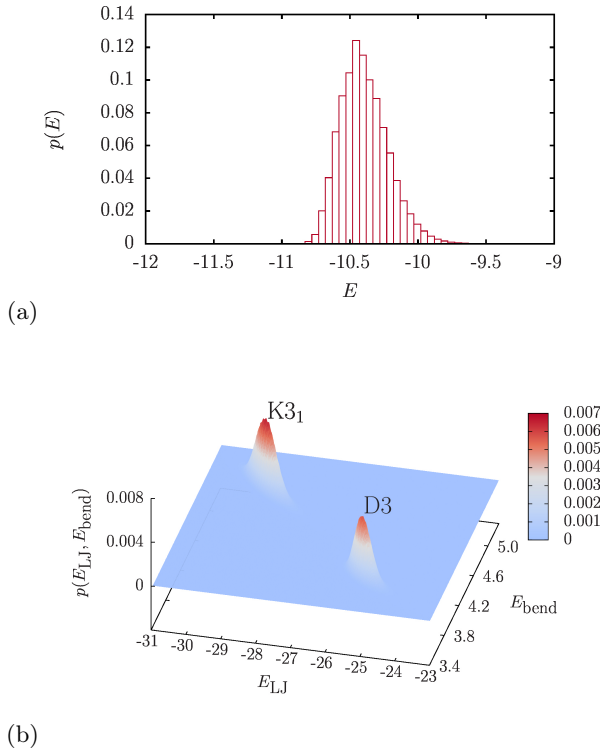 0.14
0.12
0.1
0.08
0.06
0.04
0.02
0
p(E)
-12 -11.5 -11 -10.5 -10 -9.5 -9
E
(a)
K3₁
D3
0.007
0.006
0.005
0.004
0.003
0.002
0.001
0
0.008
0.004
0
p(E_LJ, E_bend)
5.0
4.6
4.2
3.8
3.4
E_bend
-31 -30 -29 -28 -27 -26 -25 -24 -23
E_LJ
(b)